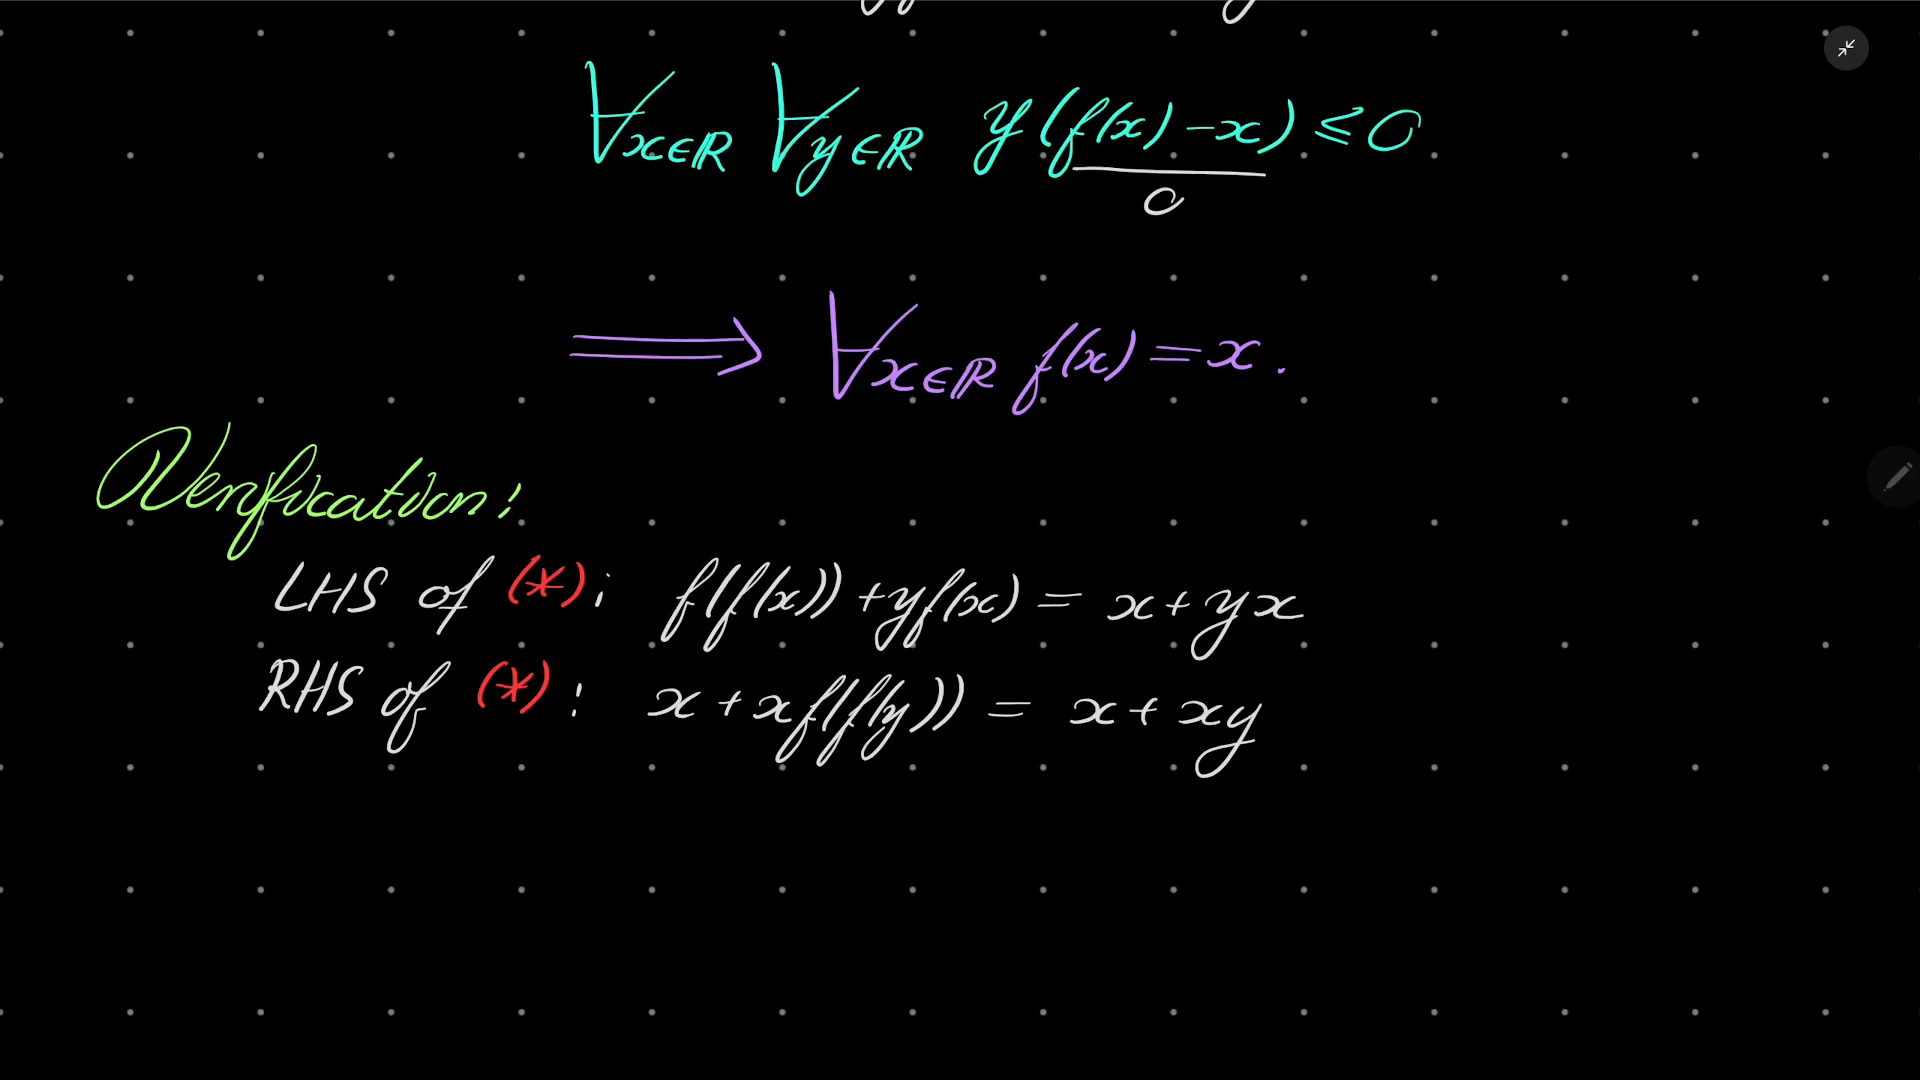 ∀x∈ℝ ∀y∈ℝ y(f(x)-x) ≤ 0
0
⟹ ∀x∈ℝ f(x) = x.
Verification:
LHS of (*): f(f(x)) + yf(x) = x + yx
RHS of (*): x + xf(f(y)) = x + xy